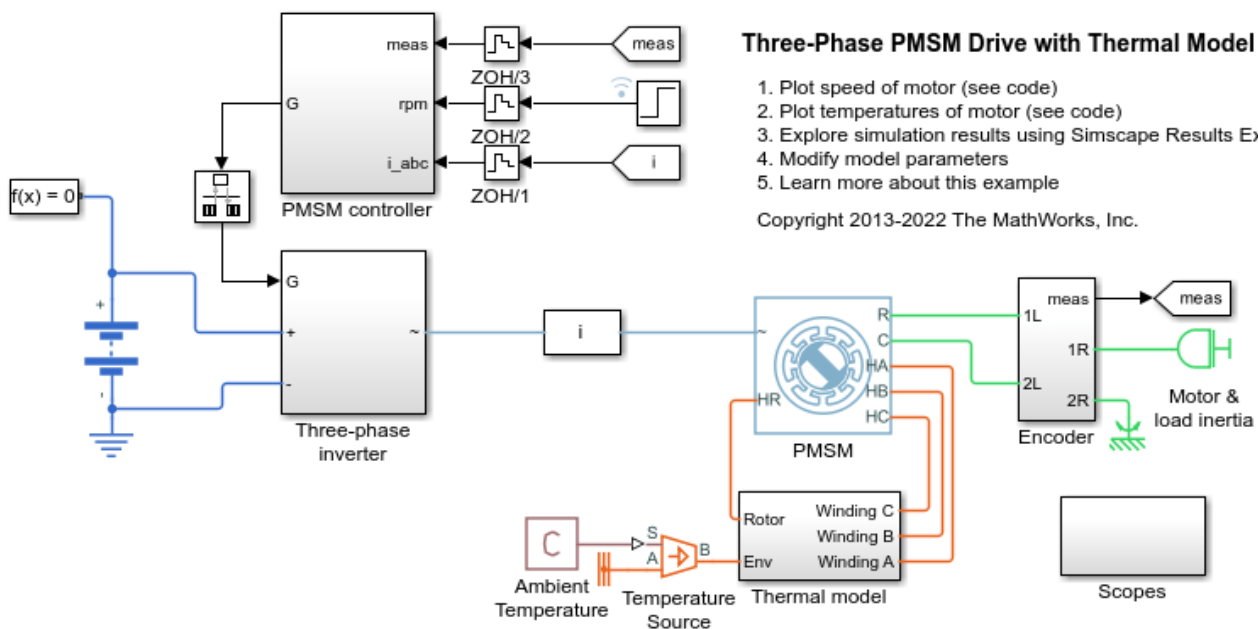 Three-Phase PMSM Drive with Thermal Model
1. Plot speed of motor (see code)
2. Plot temperatures of motor (see code)
3. Explore simulation results using Simscape Results Ex
4. Modify model parameters
5. Learn more about this example
Copyright 2013-2022 The MathWorks, Inc.
meas
rpm
i_abc
G
PMSM controller
ZOH/3
ZOH/2
ZOH/1
meas
i
f(x) = 0
+
-
G
+
-
~
Three-phase
inverter
i
~
R
C
HA
HB
HC
HR
PMSM
1L
2L
meas
1R
2R
Encoder
meas
Motor &
load inertia
C
Ambient
Temperature
S
A
B
Temperature
Source
Rotor
Env
Winding C
Winding B
Winding A
Thermal model
Scopes